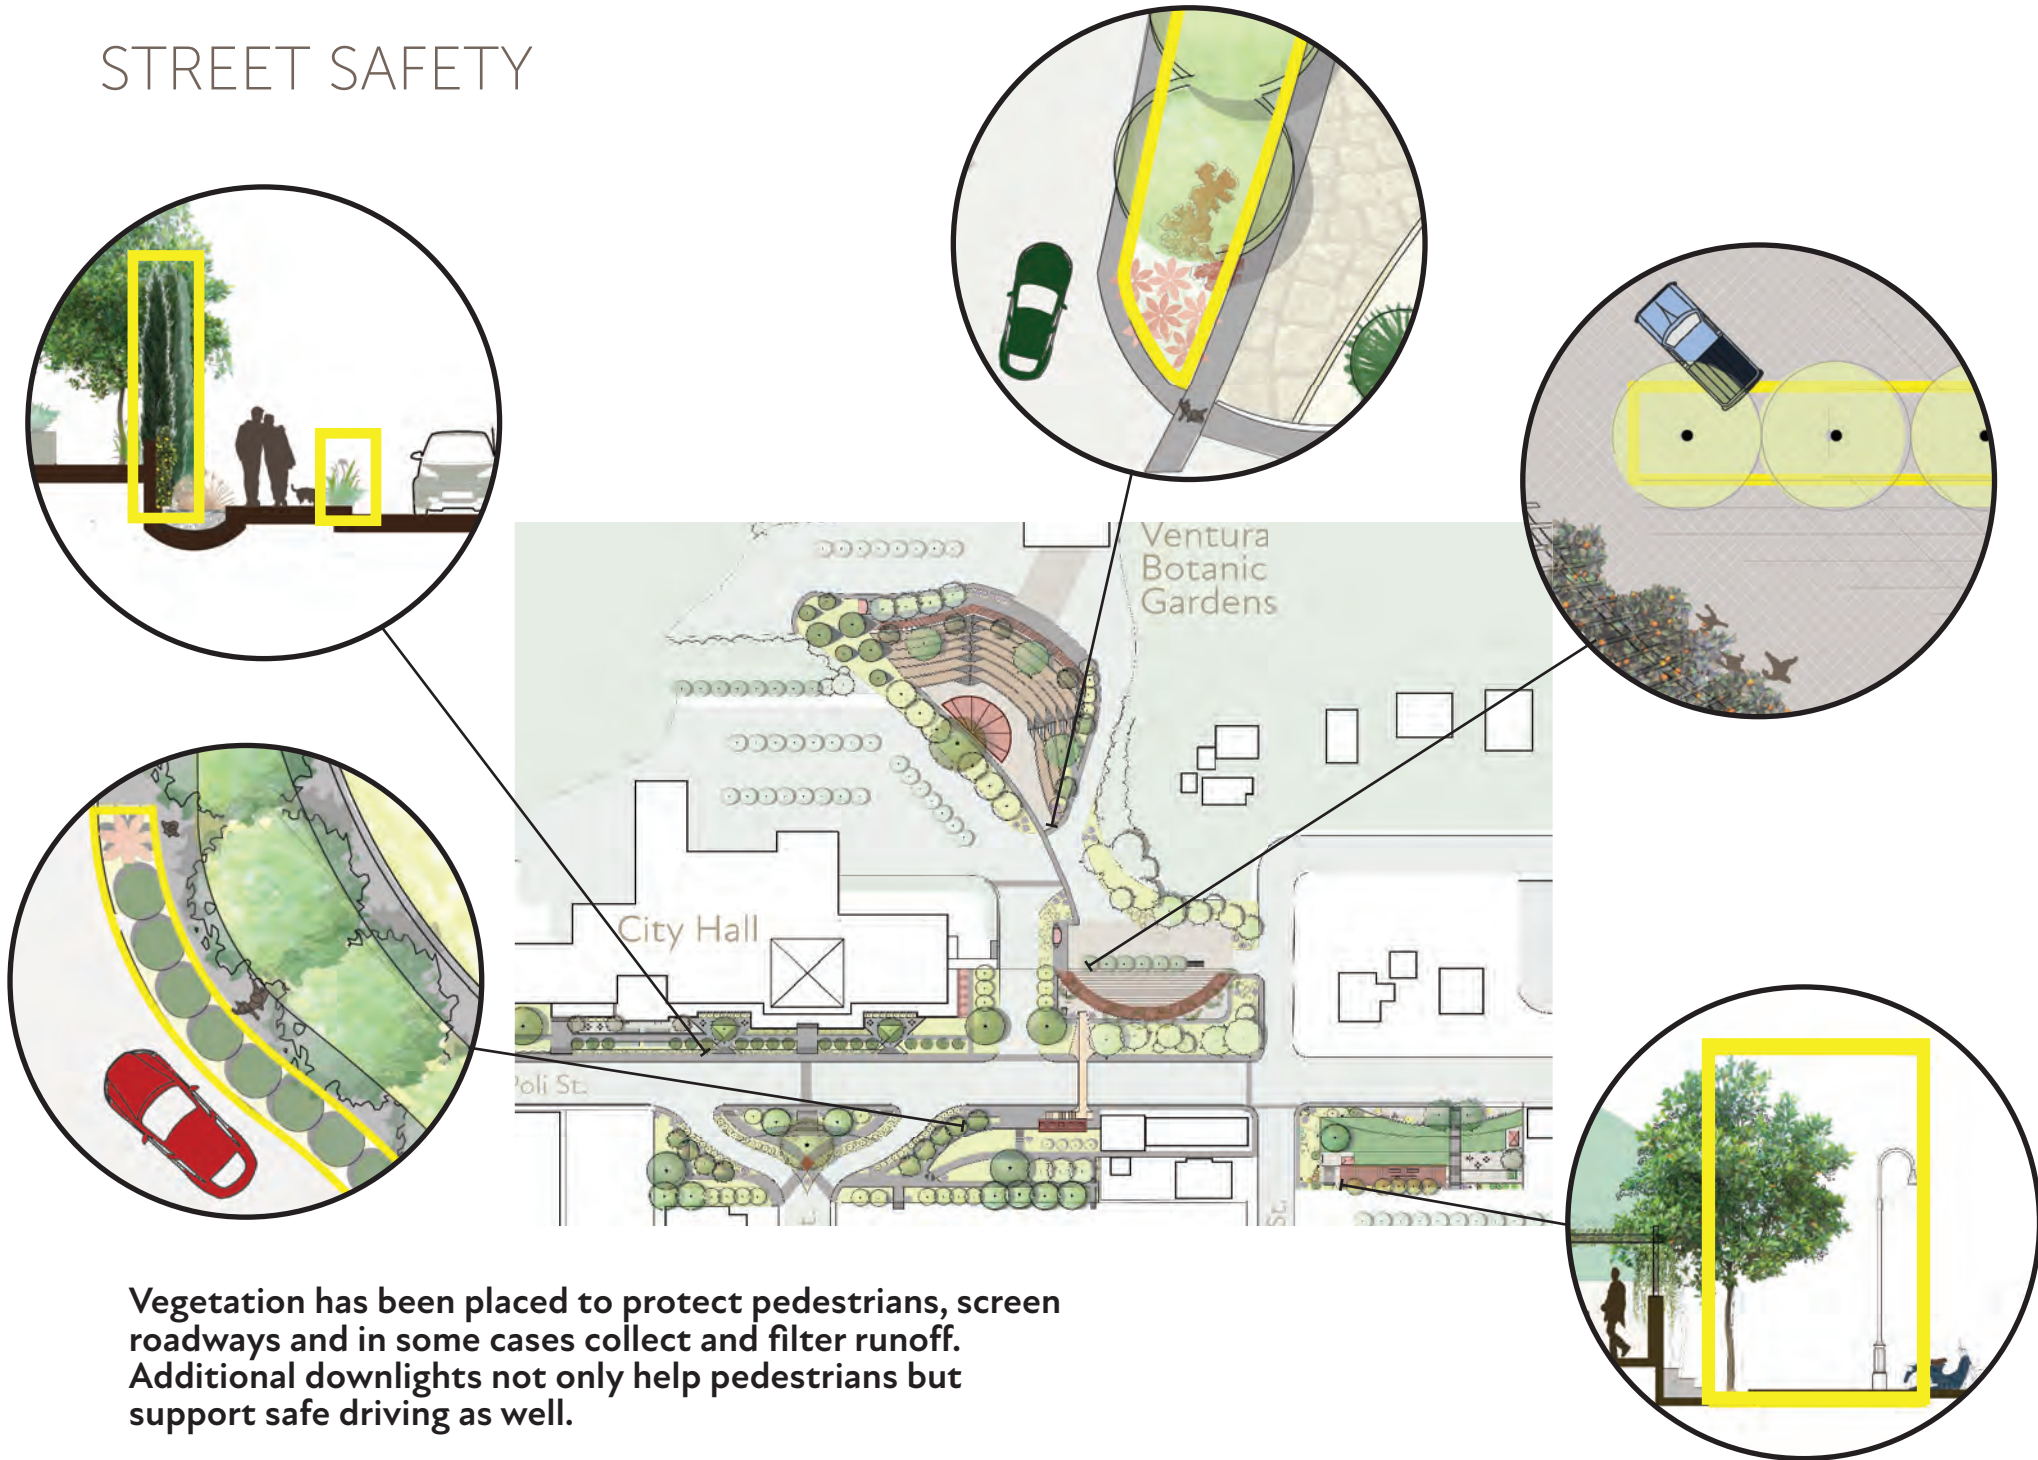 STREET SAFETY
Ventura
Botanic
Gardens
City Hall
Poli St.
St.
Vegetation has been placed to protect pedestrians, screen
roadways and in some cases collect and filter runoff.
Additional downlights not only help pedestrians but
support safe driving as well.